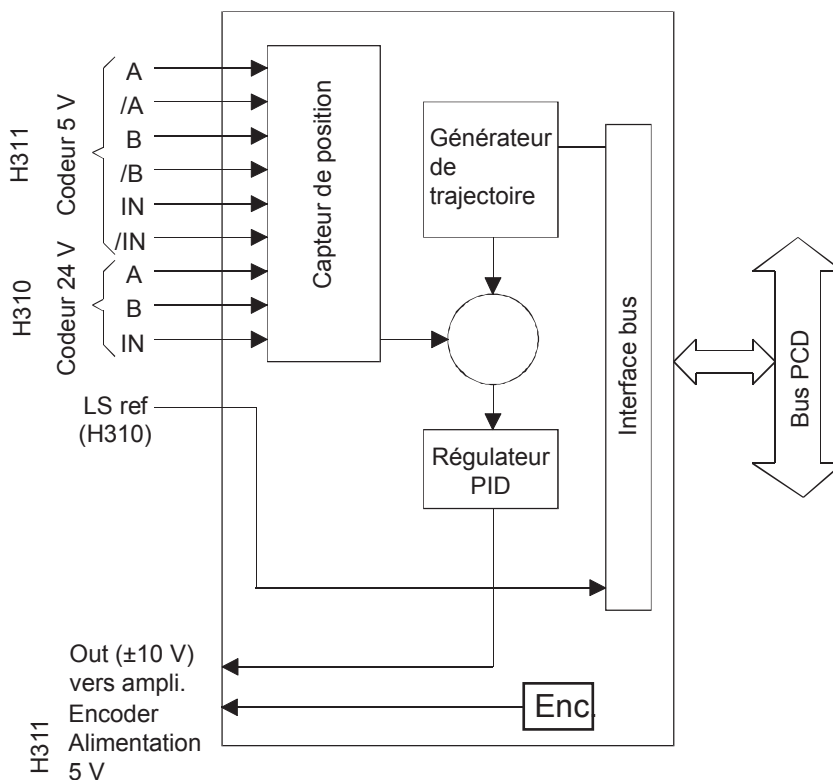 H311
Codeur 5 V
A
/A
B
/B
IN
/IN
H310
Codeur 24 V
A
B
IN
LS ref
(H310)
Capteur de position
Générateur
de
trajectoire
Régulateur
PID
Interface bus
Bus PCD
Out (±10 V)
vers ampli.
H311
Encoder
Alimentation
5 V
Enc.